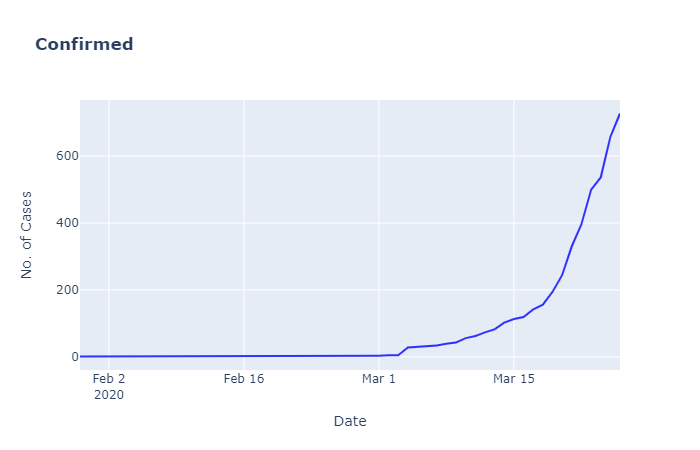 Confirmed
No. of Cases
600
400
200
0
Feb 2
2020
Feb 16
Mar 1
Mar 15
Date